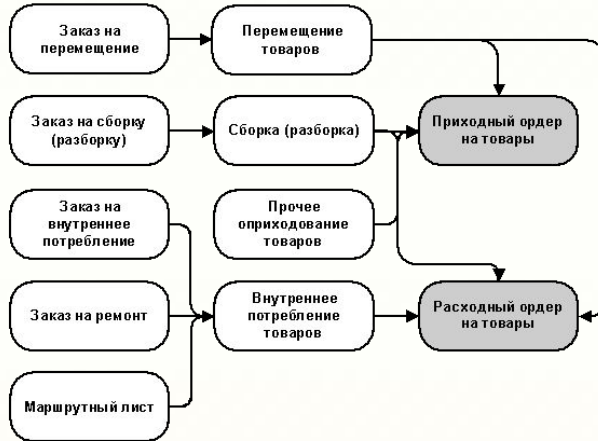 Заказ на
перемещение
Перемещение
товаров
Заказ на сборку
(разборку)
Сборка (разборка)
Приходный ордер
на товары
Заказ на
внутреннее
потребление
Прочее
оприходование
товаров
Заказ на ремонт
Внутреннее
потребление
товаров
Расходный ордер
на товары
Маршрутный лист